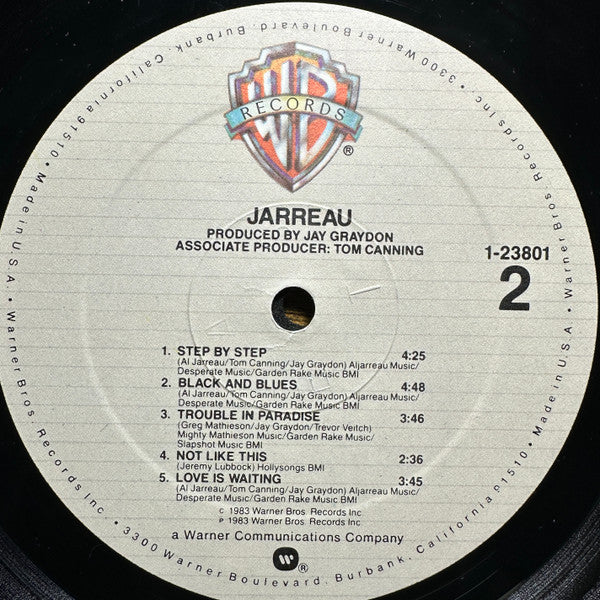 3300 Warner Boulevard, Burbank, California 91510 • Made in U.S.A. • Warner Bros. Records Inc. • 3300 Warner Boulevard, Burbank, California 91510 • Made in U.S.A. • Warner Bros. Records Inc. •
WB
RECORDS
®
JARREAU
PRODUCED BY JAY GRAYDON
ASSOCIATE PRODUCER: TOM CANNING
1-23801
2
1. STEP BY STEP 4:25
(Al Jarreau/Tom Canning/Jay Graydon) Aljarreau Music/
Desperate Music/Garden Rake Music BMI
2. BLACK AND BLUES 4:48
(Al Jarreau/Tom Canning/Jay Graydon) Aljarreau Music/
Desperate Music/Garden Rake Music BMI
3. TROUBLE IN PARADISE 3:46
(Greg Mathieson/Jay Graydon/Trevor Veitch)
Mighty Mathieson Music/Garden Rake Music/
Slapshot Music BMI
4. NOT LIKE THIS 2:36
(Jeremy Lubbock) Hollysongs BMI
5. LOVE IS WAITING 3:45
(Al Jarreau/Tom Canning/Jay Graydon) Aljarreau Music/
Desperate Music/Garden Rake Music BMI
© 1983 Warner Bros. Records Inc.
℗ 1983 Warner Bros. Records Inc.
a Warner Communications Company
®